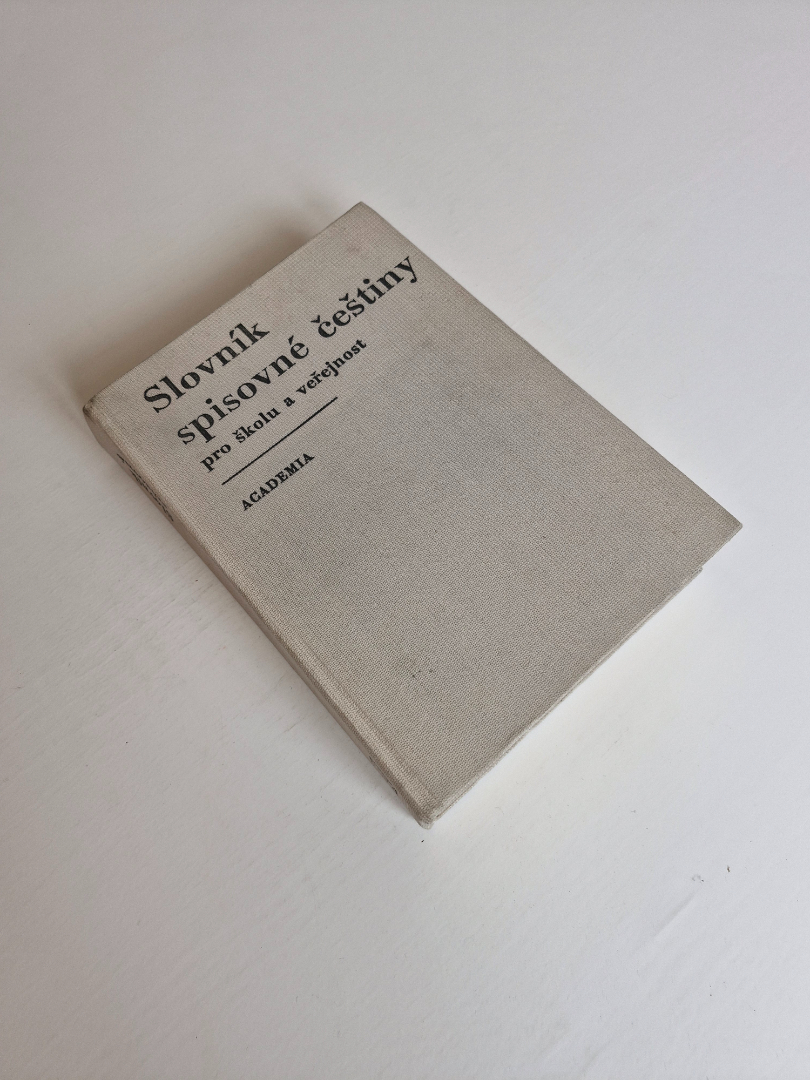 Slovník
spisovné češtiny
pro školu a veřejnost
ACADEMIA